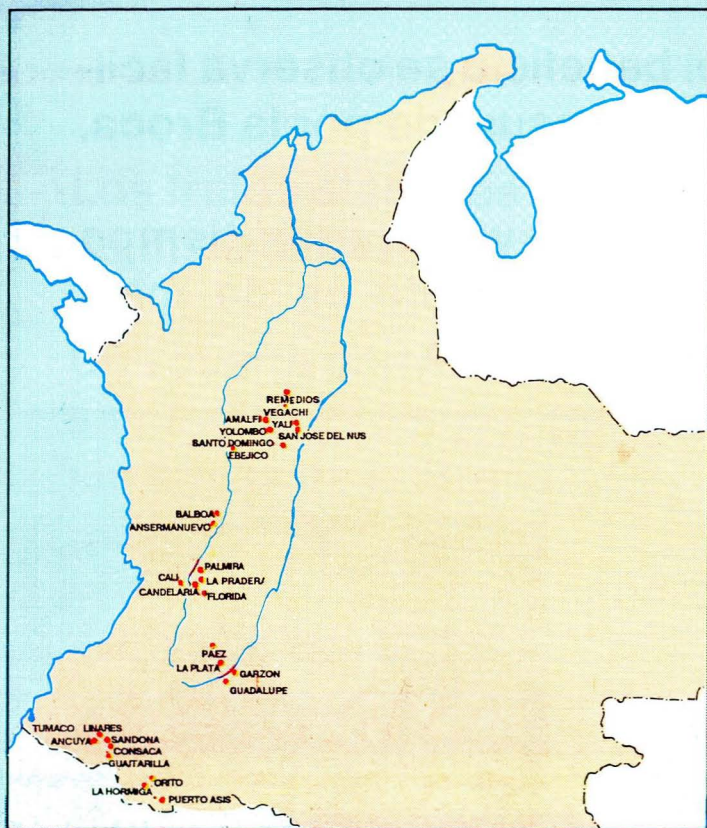 REMEDIOS
VEGACHI
AMALFI
YALI
YOLOMBO
SAN JOSE DEL NUS
SANTO DOMINGO
EBEJICO
BALBOA
ANSERMANUEVO
PALMIRA
CALI
LA PRADERA
CANDELARIA
FLORIDA
PAEZ
LA PLATA
GARZON
GUADALUPE
TUMACO
LINARES
ANCUYA
SANDONA
CONSACA
GUAITARILLA
ORITO
LA HORMIGA
PUERTO ASIS